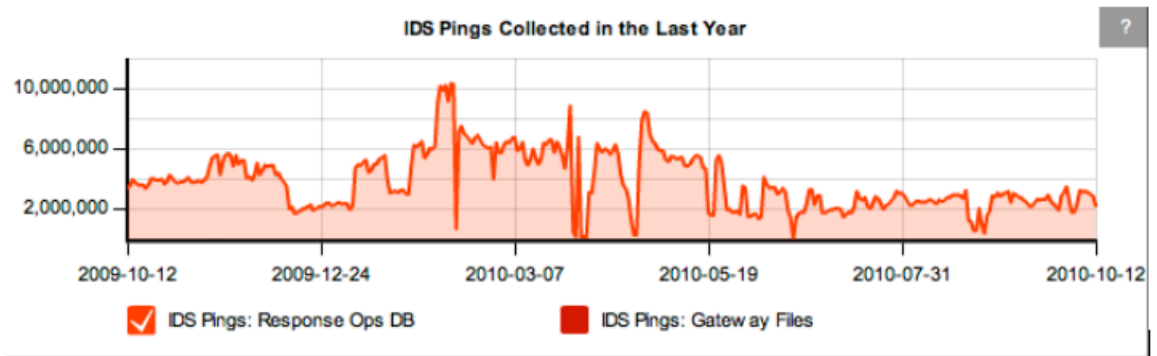 IDS Pings Collected in the Last Year
?
10,000,000
6,000,000
2,000,000
2009-10-12 2009-12-24 2010-03-07 2010-05-19 2010-07-31 2010-10-12
IDS Pings: Response Ops DB IDS Pings: Gateway Files